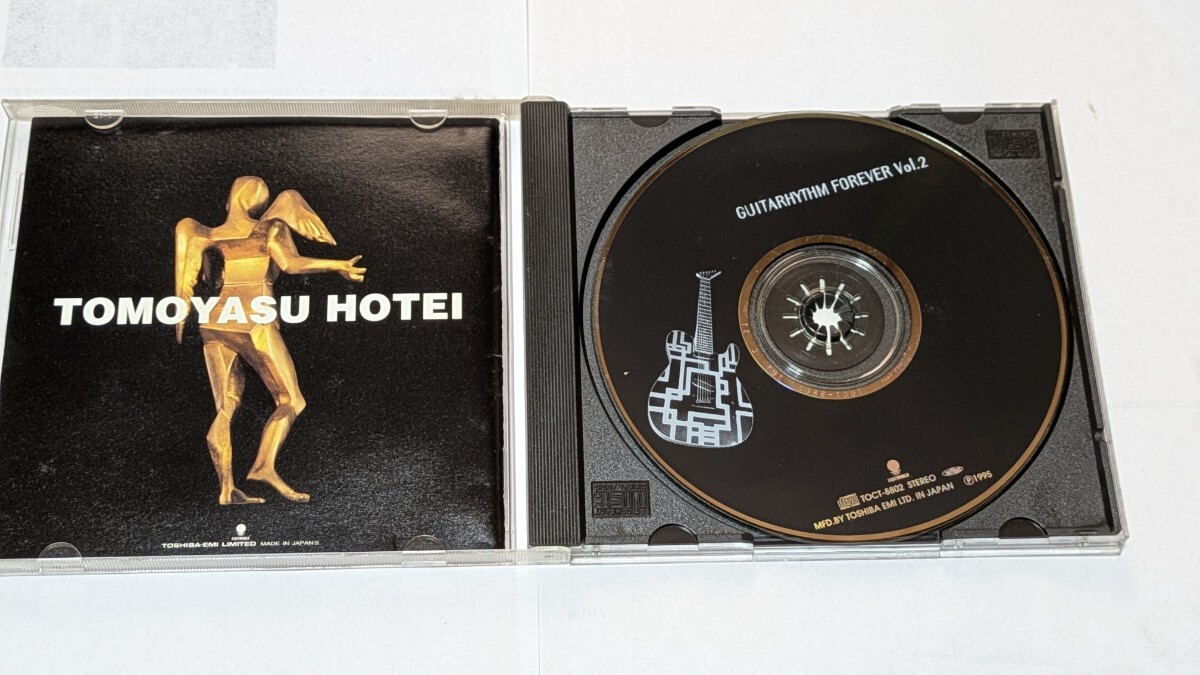 TOMOYASU HOTEI
TOSHIBA-EMI LIMITED MADE IN JAPAN
GUITARHYTHM FOREVER Vol.2
TOCT-8802 STEREO
Ⓟ1995
MFD.BY TOSHIBA EMI LTD. IN JAPAN